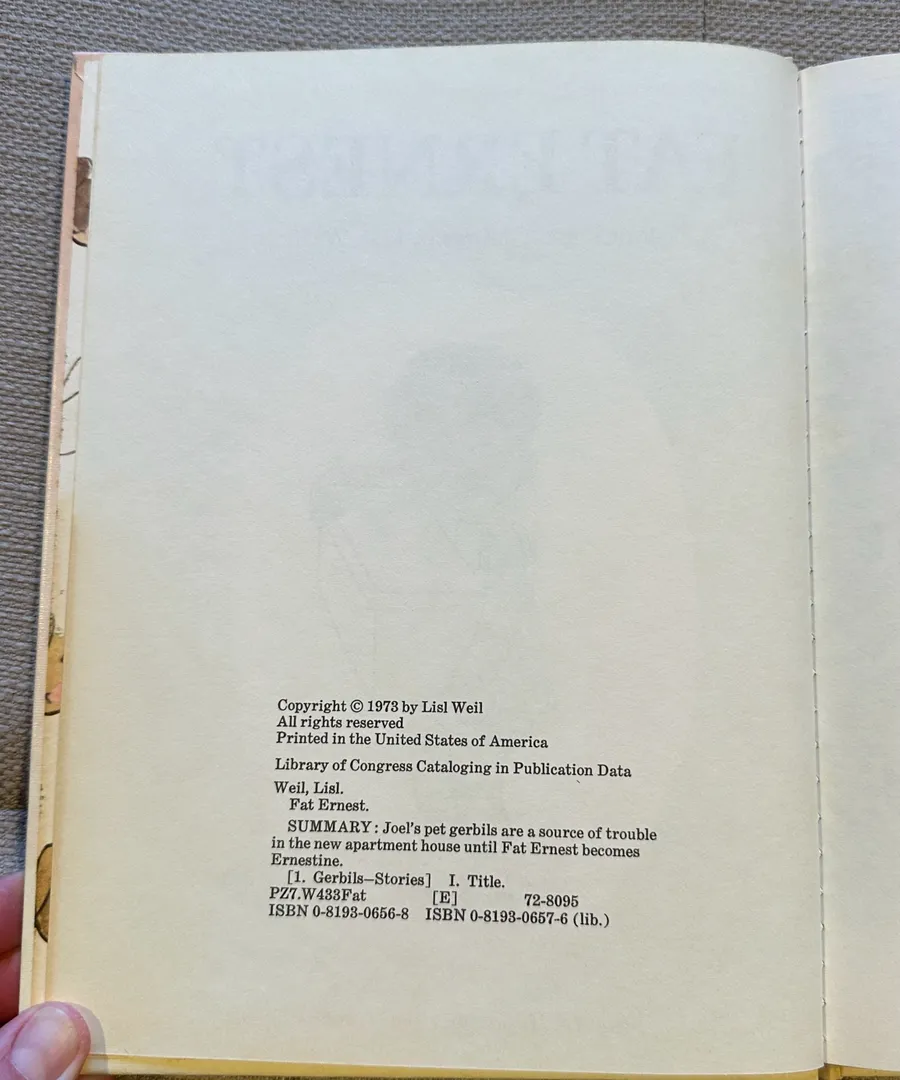 Copyright © 1973 by Lisl Weil
All rights reserved
Printed in the United States of America
Library of Congress Cataloging in Publication Data
Weil, Lisl.
Fat Ernest.
SUMMARY: Joel's pet gerbils are a source of trouble
in the new apartment house until Fat Ernest becomes
Ernestine.
[1. Gerbils—Stories] I. Title.
PZ7.W433Fat [E] 72-8095
ISBN 0-8193-0656-8 ISBN 0-8193-0657-6 (lib.)